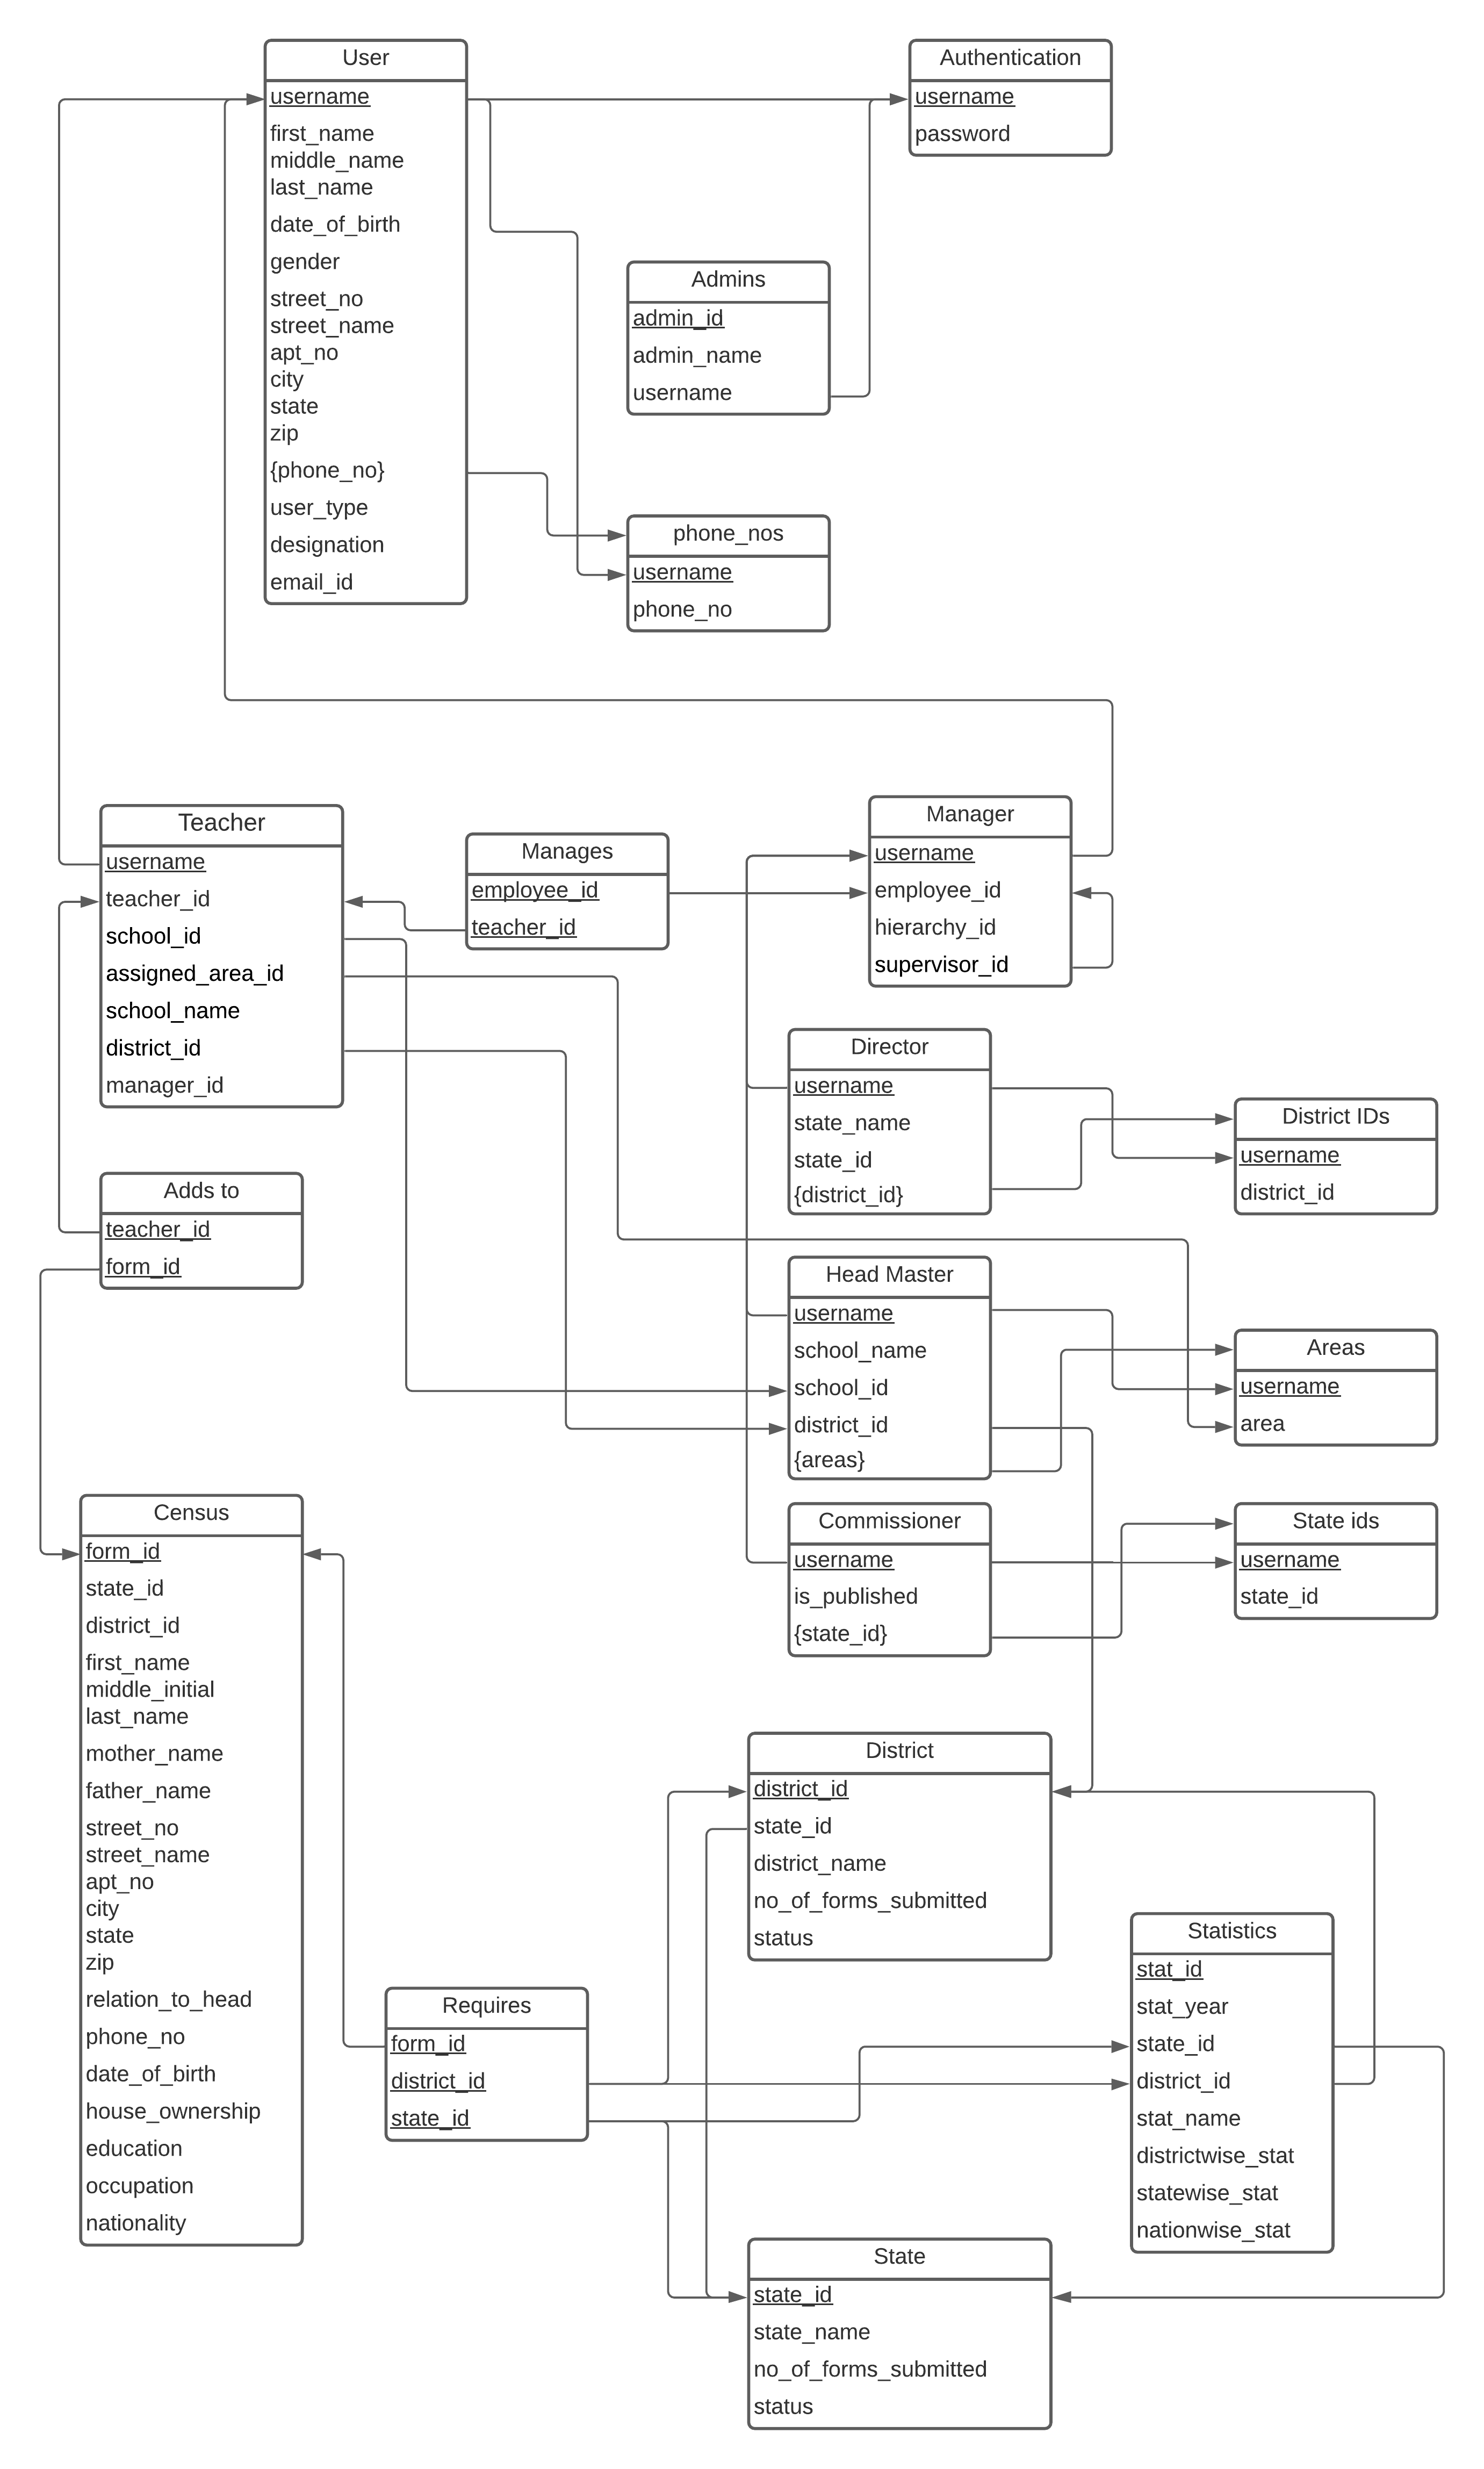 User
username
first_name
middle_name
last_name
date_of_birth
gender
street_no
street_name
apt_no
city
state
zip
{phone_no}
user_type
designation
email_id
Authentication
username
password
Admins
admin_id
admin_name
username
phone_nos
username
phone_no
Teacher
username
teacher_id
school_id
assigned_area_id
school_name
district_id
manager_id
Manages
employee_id
teacher_id
Manager
username
employee_id
hierarchy_id
supervisor_id
Director
username
state_name
state_id
{district_id}
District IDs
username
district_id
Adds to
teacher_id
form_id
Head Master
username
school_name
school_id
district_id
{areas}
Areas
username
area
Census
form_id
state_id
district_id
first_name
middle_initial
last_name
mother_name
father_name
street_no
street_name
apt_no
city
state
zip
relation_to_head
phone_no
date_of_birth
house_ownership
education
occupation
nationality
Commissioner
username
is_published
{state_id}
State ids
username
state_id
District
district_id
state_id
district_name
no_of_forms_submitted
status
Statistics
stat_id
stat_year
state_id
district_id
stat_name
districtwise_stat
statewise_stat
nationwise_stat
Requires
form_id
district_id
state_id
State
state_id
state_name
no_of_forms_submitted
status